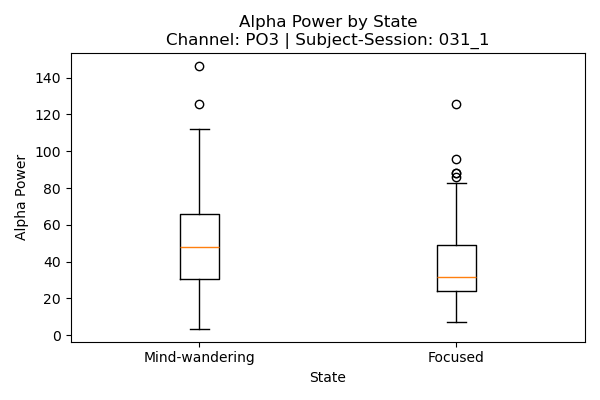 Alpha Power by State
Channel: PO3 | Subject-Session: 031_1
Alpha Power
140
120
100
80
60
40
20
0
Mind-wandering
Focused
State